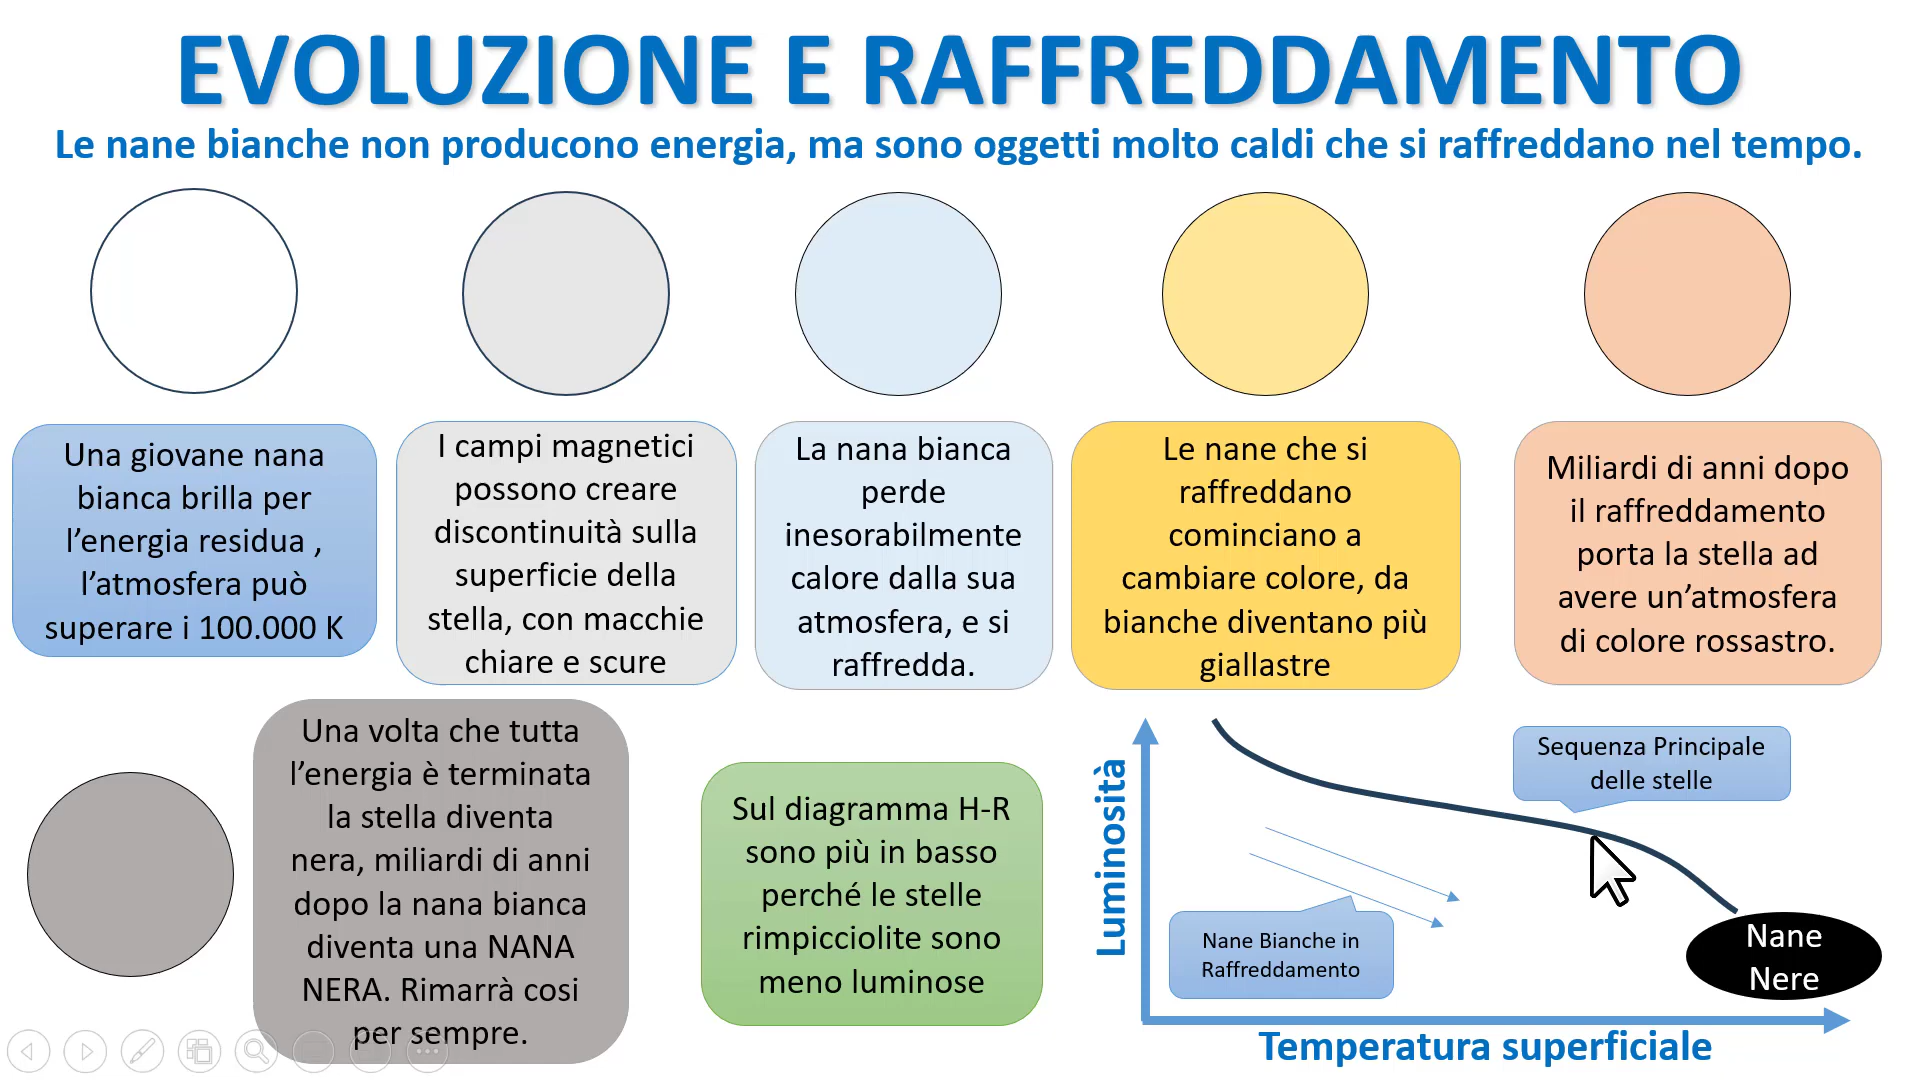 EVOLUZIONE E RAFFREDDAMENTO
Le nane bianche non producono energia, ma sono oggetti molto caldi che si raffreddano nel tempo.
Una giovane nana
bianca brilla per
l’energia residua ,
l’atmosfera può
superare i 100.000 K
I campi magnetici
possono creare
discontinuità sulla
superficie della
stella, con macchie
chiare e scure
La nana bianca
perde
inesorabilmente
calore dalla sua
atmosfera, e si
raffredda.
Le nane che si
raffreddano
cominciano a
cambiare colore, da
bianche diventano più
giallastre
Miliardi di anni dopo
il raffreddamento
porta la stella ad
avere un’atmosfera
di colore rossastro.
Una volta che tutta
l’energia è terminata
la stella diventa
nera, miliardi di anni
dopo la nana bianca
diventa una NANA
NERA. Rimarrà cosi
per sempre.
Sul diagramma H-R
sono più in basso
perché le stelle
rimpicciolite sono
meno luminose
Luminosità
Sequenza Principale
delle stelle
Nane Bianche in
Raffreddamento
Nane
Nere
Temperatura superficiale